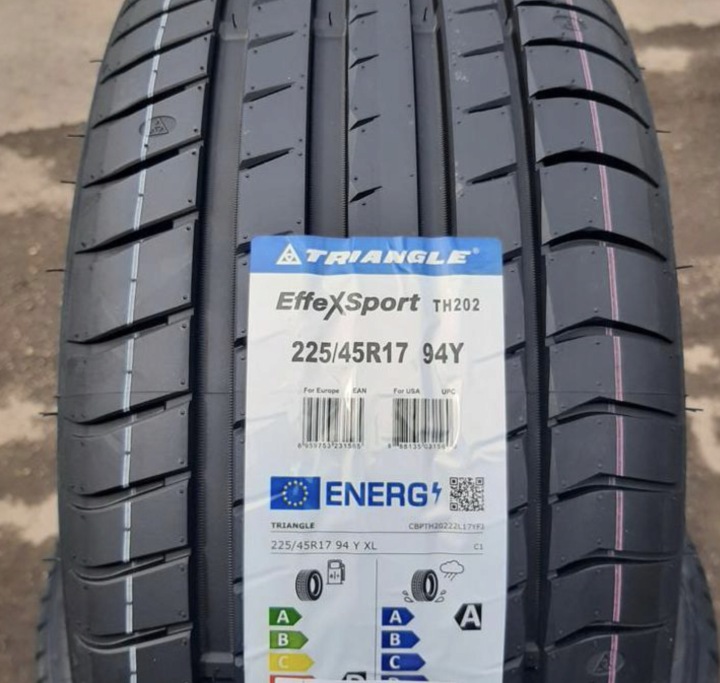 TRIANGLE®
EffeXSport TH202
225/45R17 94Y
For Europe EAN For USA UPC
ENERG
TRIANGLE CBPTH20222L17YFJ
225/45R17 94 Y XL C1
A A A
B B
C C